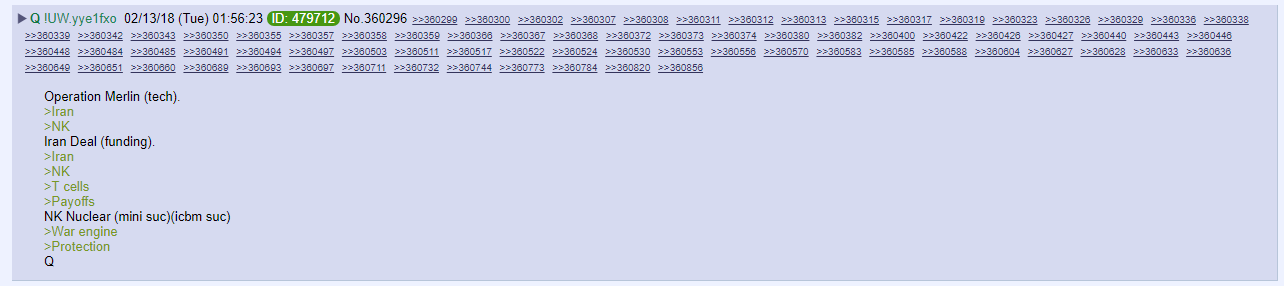 ▶ Q !UW.yye1fxo 02/13/18 (Tue) 01:56:23 ID: 479712 No.360296 >>360299 >>360300 >>360302 >>360307 >>360308 >>360311 >>360312 >>360313 >>360315 >>360317 >>360319 >>360323 >>360326 >>360329 >>360336 >>360338
>>360339 >>360342 >>360343 >>360350 >>360355 >>360357 >>360358 >>360359 >>360366 >>360367 >>360368 >>360372 >>360373 >>360374 >>360380 >>360382 >>360400 >>360422 >>360426 >>360427 >>360440 >>360443 >>360446
>>360448 >>360484 >>360485 >>360491 >>360494 >>360497 >>360503 >>360511 >>360517 >>360522 >>360524 >>360530 >>360553 >>360556 >>360570 >>360583 >>360585 >>360588 >>360604 >>360627 >>360628 >>360633 >>360636
>>360649 >>360651 >>360660 >>360689 >>360693 >>360697 >>360711 >>360732 >>360744 >>360773 >>360784 >>360820 >>360856
Operation Merlin (tech).
>Iran
>NK
Iran Deal (funding).
>Iran
>NK
>T cells
>Payoffs
NK Nuclear (mini suc)(icbm suc)
>War engine
>Protection
Q